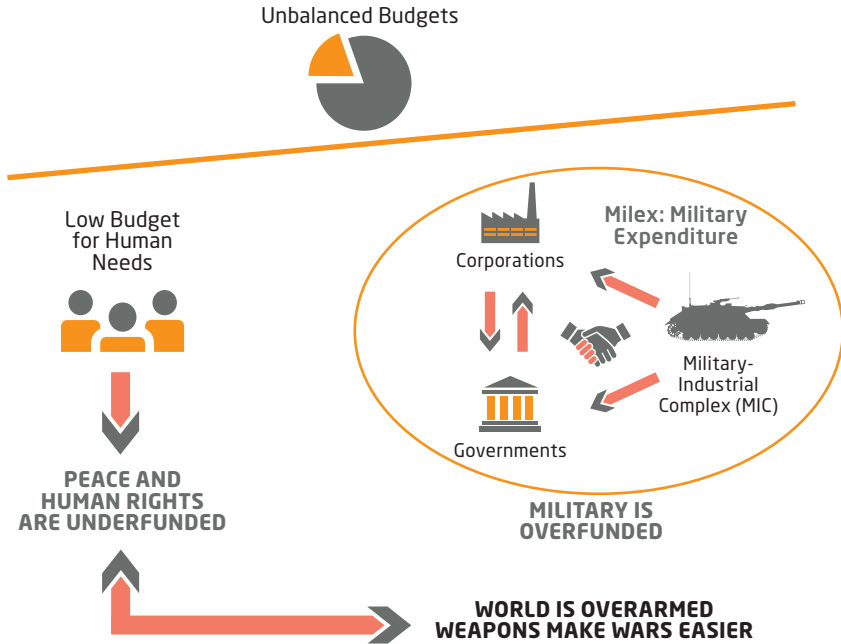 Unbalanced Budgets
Low Budget
for Human
Needs
PEACE AND
HUMAN RIGHTS
ARE UNDERFUNDED
Milex: Military
Expenditure
Corporations
Military-
Industrial
Complex (MIC)
Governments
MILITARY IS
OVERFUNDED
WORLD IS OVERARMED
WEAPONS MAKE WARS EASIER